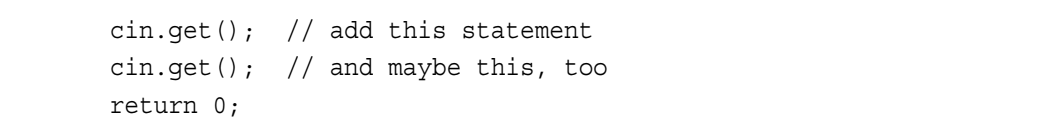 cin.get();  // add this statement
cin.get();  // and maybe this, too
return 0;